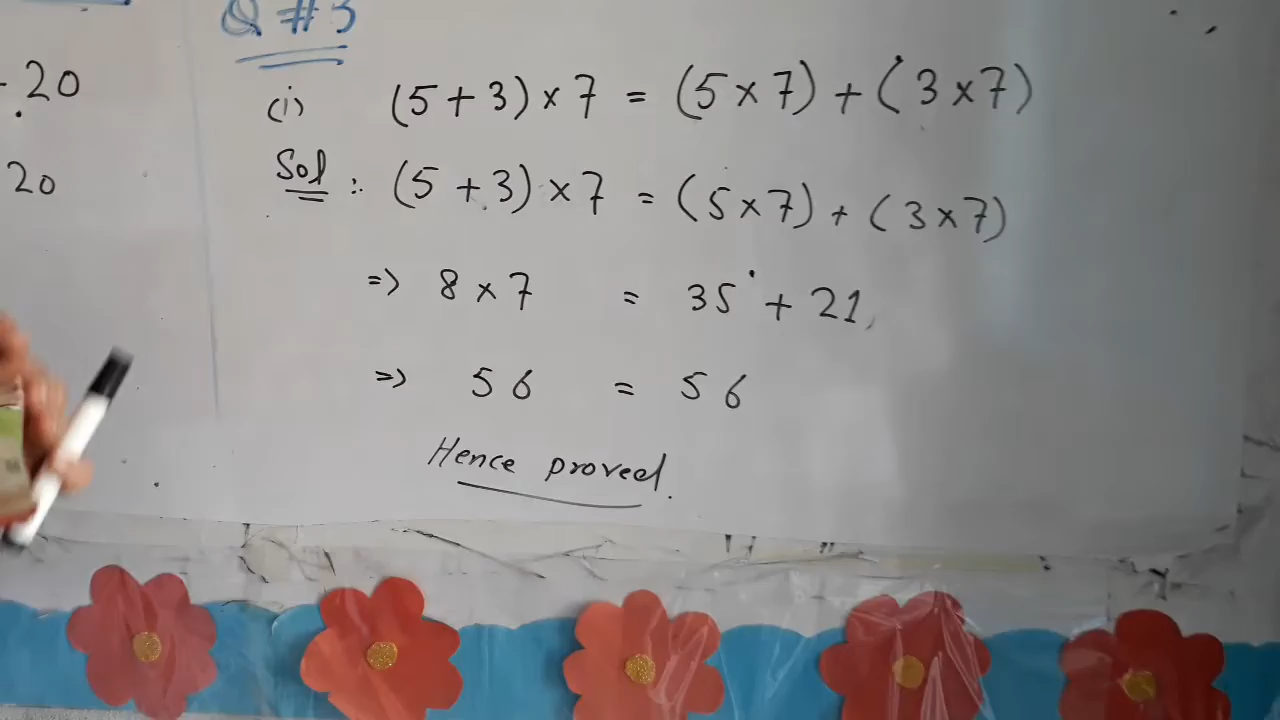 - 20
20
Q #3
(i) (5 + 3) × 7 = (5 × 7) + (3 × 7)
Sol : (5 + 3) × 7 = (5 × 7) + (3 × 7)
=> 8 × 7 = 35 + 21
=> 56 = 56
Hence proved.